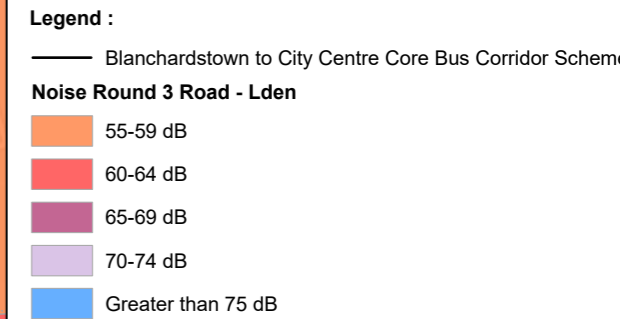 Legend :
Blanchardstown to City Centre Core Bus Corridor Scheme
Noise Round 3 Road - Lden
55-59 dB
60-64 dB
65-69 dB
70-74 dB
Greater than 75 dB